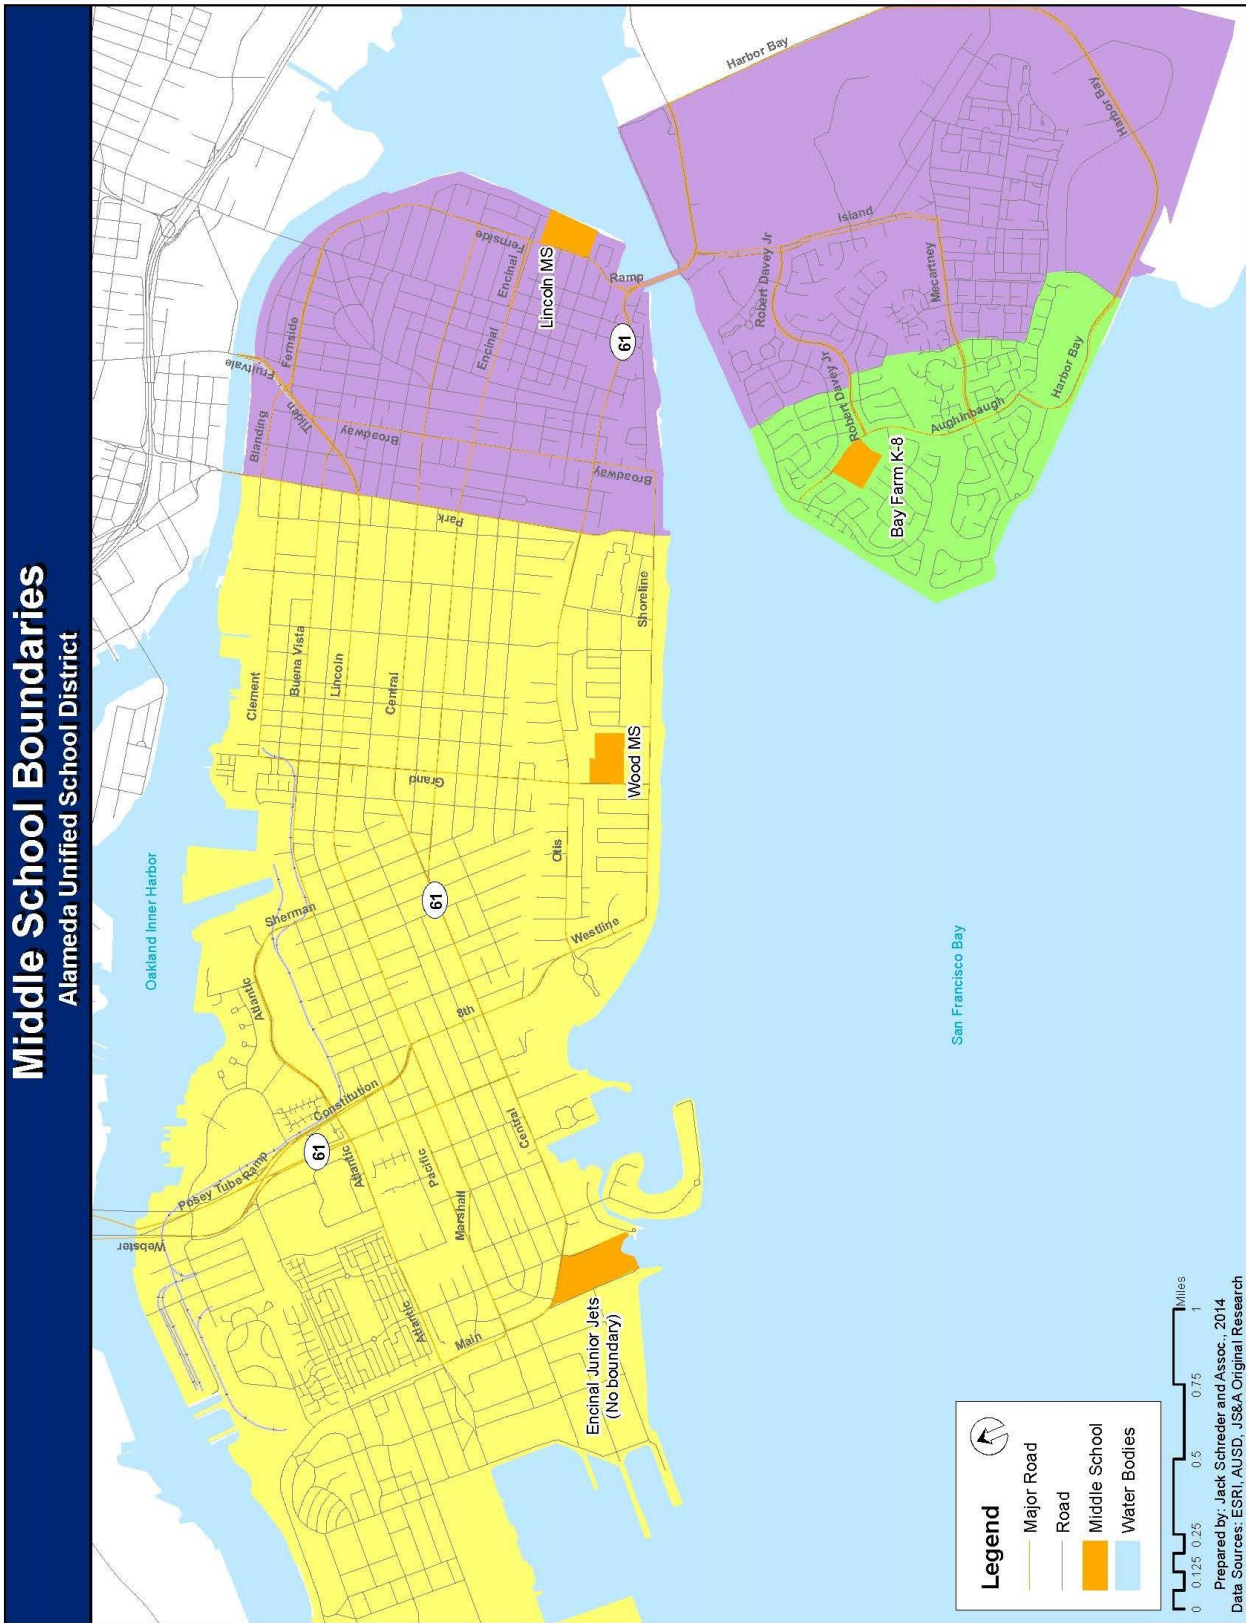 Middle School Boundaries
Alameda Unified School District
Oakland Inner Harbor
San Francisco Bay
Webster
Posey Tube
Ramp
61
Constitution
Atlantic
Atlantic
Atlantic
Sherman
Pacific
Marshall
Main
Central
8th
Westline
61
Otis
Grand
Clement
Buena Vista
Lincoln
Central
Shoreline
Park
Wood MS
Encinal Junior Jets
(No boundary)
Blanding
Tilden
Fruitvale
Fernside
Broadway
Broadway
Encinal
Encinal
Fernside
Lincoln MS
Ramp
61
Harbor Bay
Harbor Bay
Island
Robert Davey Jr
Robert Davey Jr
Mecartney
Aughinbaugh
Harbor Bay
Bay Farm K-8
Legend
Major Road
Road
Middle School
Water Bodies
0 0.125 0.25 0.5 0.75 1
Miles
Prepared by: Jack Schreder and Assoc., 2014
Data Sources: ESRI, AUSD, JS&A Original Research